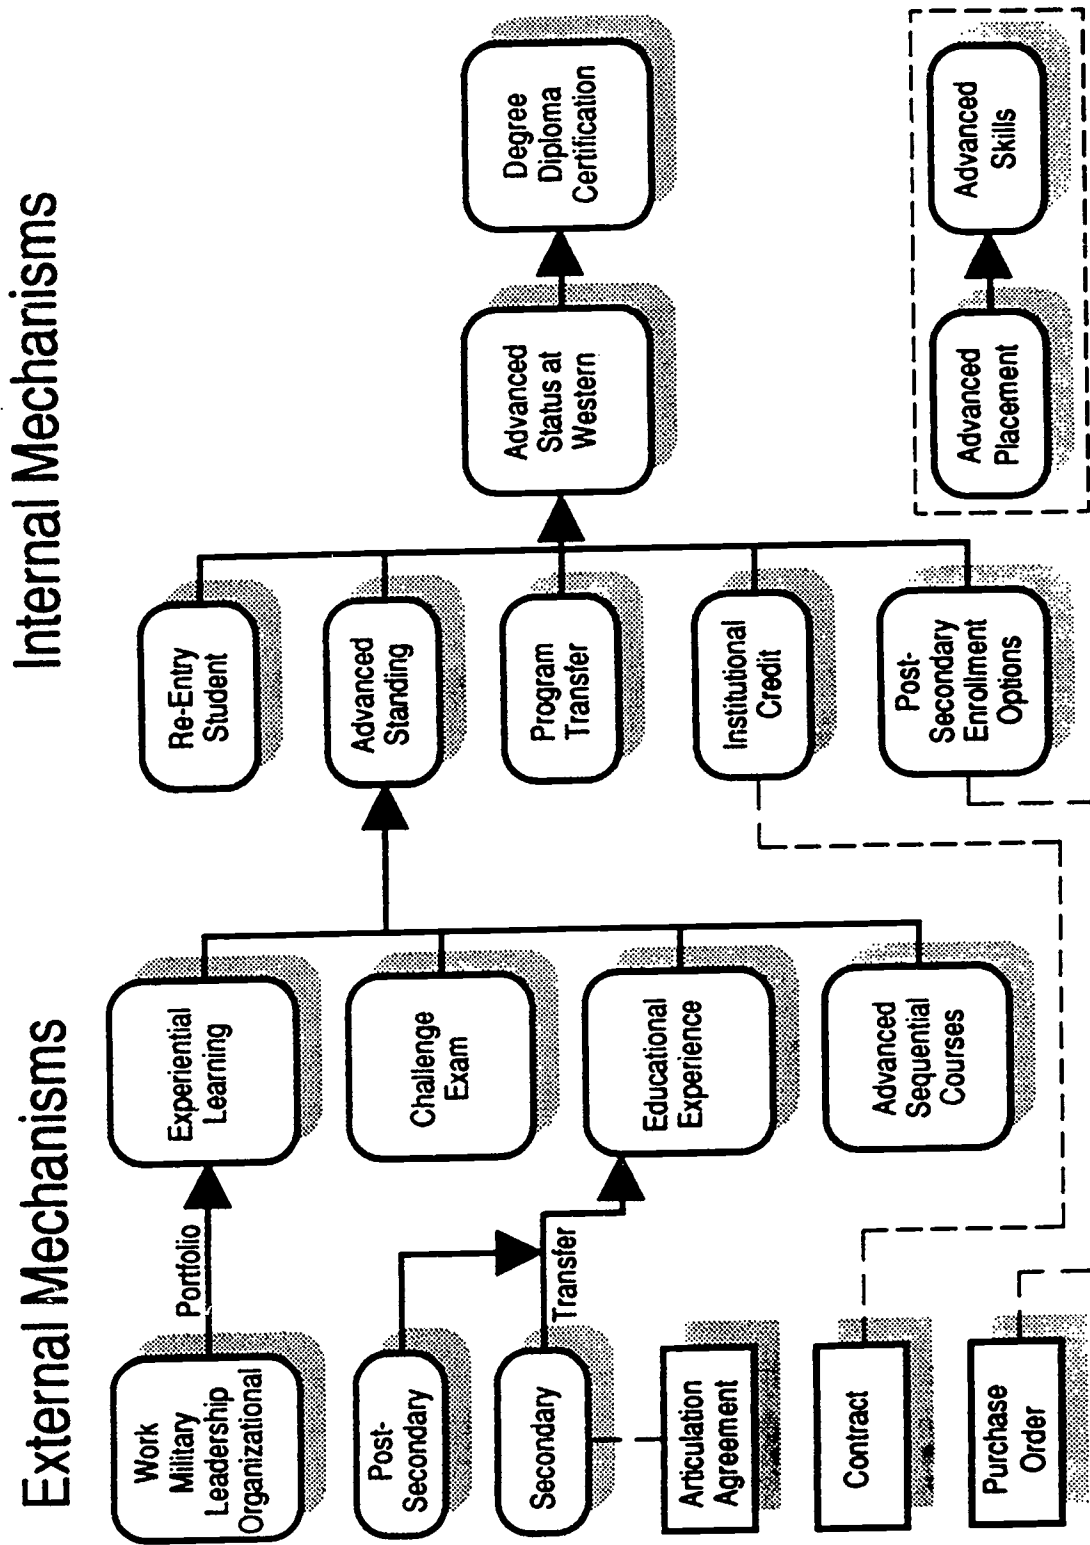 External Mechanisms
Internal Mechanisms
Work
Military
Leadership
Organizational
Portfolio
Experiential
Learning
Re-Entry
Student
Post-
Secondary
Challenge
Exam
Advanced
Standing
Secondary
Transfer
Educational
Experience
Program
Transfer
Advanced
Status at
Western
Degree
Diploma
Certification
Articulation
Agreement
Advanced
Sequential
Courses
Institutional
Credit
Contract
Post-
Secondary
Enrollment
Options
Purchase
Order
Advanced
Placement
Advanced
Skills